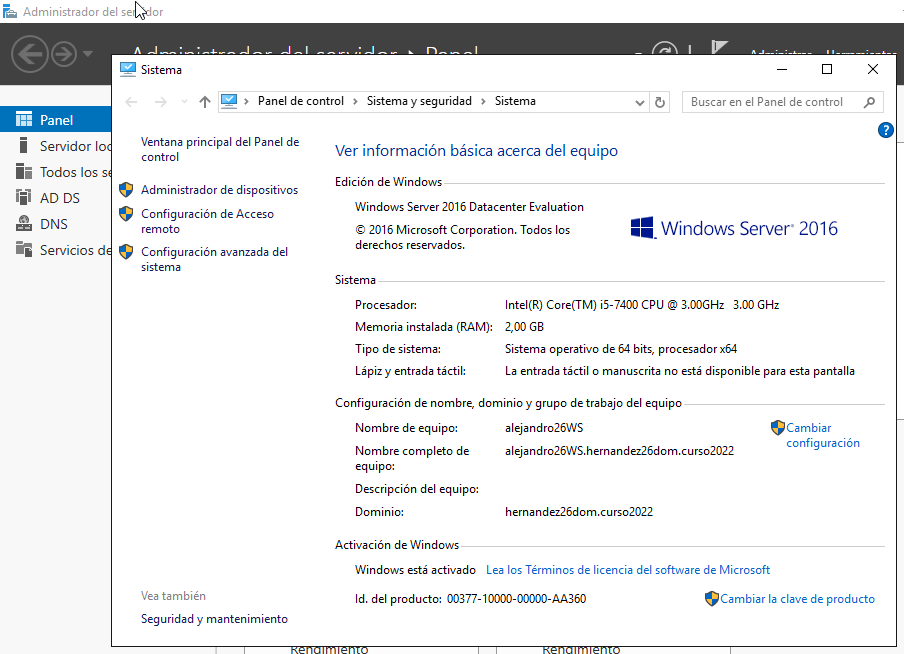 Administrador del servidor
Administrador del servidor Panel
Administrar Herramientas
Sistema
Panel de control > Sistema y seguridad > Sistema
Buscar en el Panel de control
Panel
Servidor loc
Todos los se
AD DS
DNS
Servicios de
Ventana principal del Panel de
control
Administrador de dispositivos
Configuración de Acceso
remoto
Configuración avanzada del
sistema
Vea también
Seguridad y mantenimiento
?
Ver información básica acerca del equipo
Edición de Windows
Windows Server 2016 Datacenter Evaluation
© 2016 Microsoft Corporation. Todos los
derechos reservados.
Windows Server® 2016
Sistema
Procesador: Intel(R) Core(TM) i5-7400 CPU @ 3.00GHz 3.00 GHz
Memoria instalada (RAM): 2,00 GB
Tipo de sistema: Sistema operativo de 64 bits, procesador x64
Lápiz y entrada táctil: La entrada táctil o manuscrita no está disponible para esta pantalla
Configuración de nombre, dominio y grupo de trabajo del equipo
Nombre de equipo: alejandro26WS
Cambiar
configuración
Nombre completo de
equipo:
alejandro26WS.hernandez26dom.curso2022
Descripción del equipo:
Dominio: hernandez26dom.curso2022
Activación de Windows
Windows está activado Lea los Términos de licencia del software de Microsoft
Id. del producto: 00377-10000-00000-AA360
Cambiar la clave de producto
Rendimiento Rendimiento